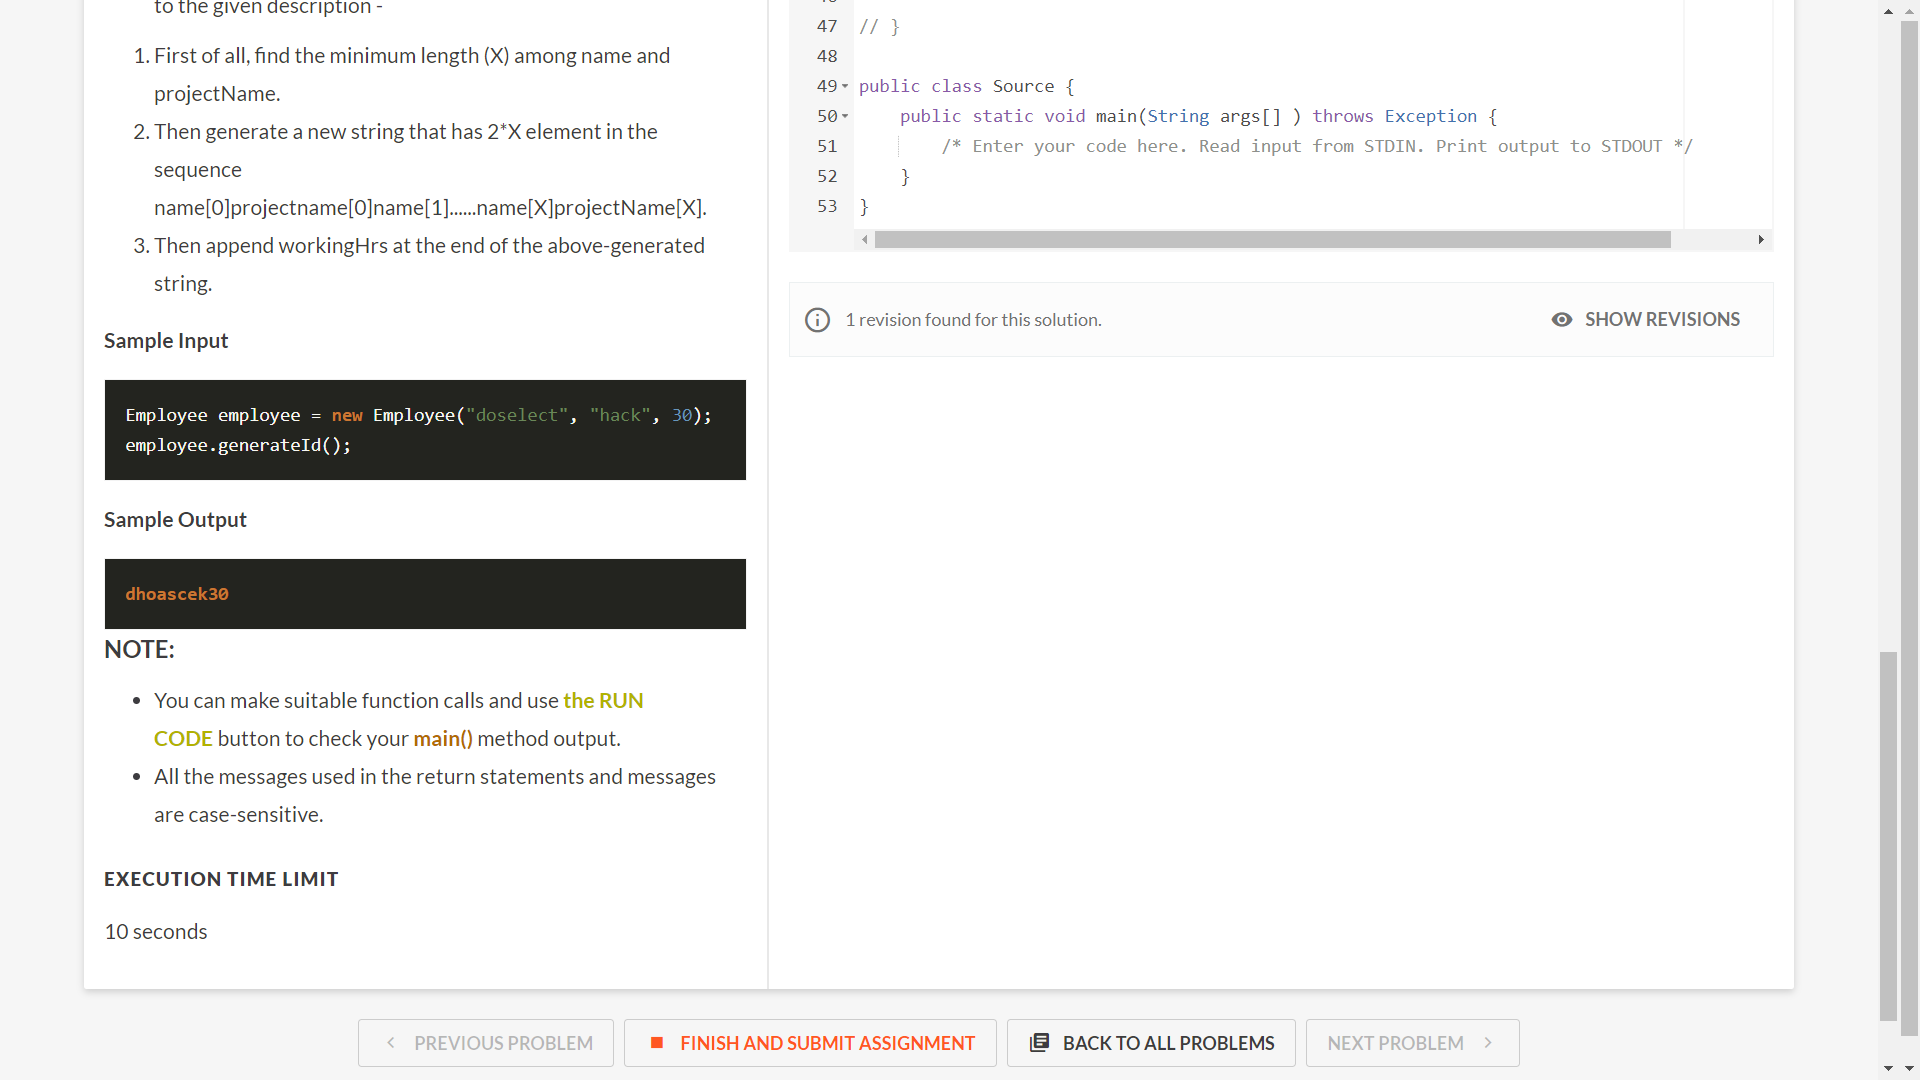 to the given description -
1. First of all, find the minimum length (X) among name and
projectName.
2. Then generate a new string that has 2*X element in the
sequence
name[0]projectname[0]name[1]......name[X]projectName[X].
3. Then append workingHrs at the end of the above-generated
string.
Sample Input
Employee employee = new Employee("doselect", "hack", 30);
employee.generateId();
Sample Output
dhoascek30
NOTE:
• You can make suitable function calls and use the RUN
CODE button to check your main() method output.
• All the messages used in the return statements and messages
are case-sensitive.
EXECUTION TIME LIMIT
10 seconds
47 // }
48
49 public class Source {
50 public static void main(String args[] ) throws Exception {
51 /* Enter your code here. Read input from STDIN. Print output to STDOUT */
52 }
53 }
1 revision found for this solution.
SHOW REVISIONS
PREVIOUS PROBLEM
FINISH AND SUBMIT ASSIGNMENT
BACK TO ALL PROBLEMS
NEXT PROBLEM